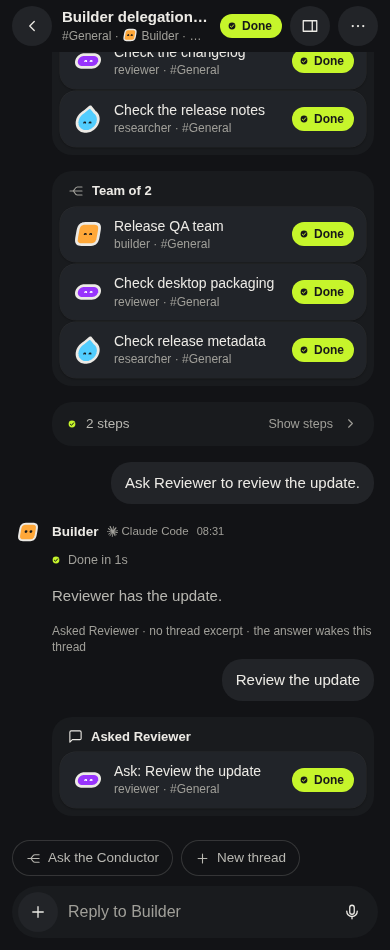 Builder delegation…
Done
#General · Builder · …
Check the changelog
reviewer · #General
Done
Check the release notes
researcher · #General
Done
Team of 2
Release QA team
builder · #General
Done
Check desktop packaging
reviewer · #General
Done
Check release metadata
researcher · #General
Done
2 steps
Show steps
Ask Reviewer to review the update.
Builder Claude Code 08:31
Done in 1s
Reviewer has the update.
Asked Reviewer · no thread excerpt · the answer wakes this
thread
Review the update
Asked Reviewer
Ask: Review the update
reviewer · #General
Done
Ask the Conductor
New thread
Reply to Builder